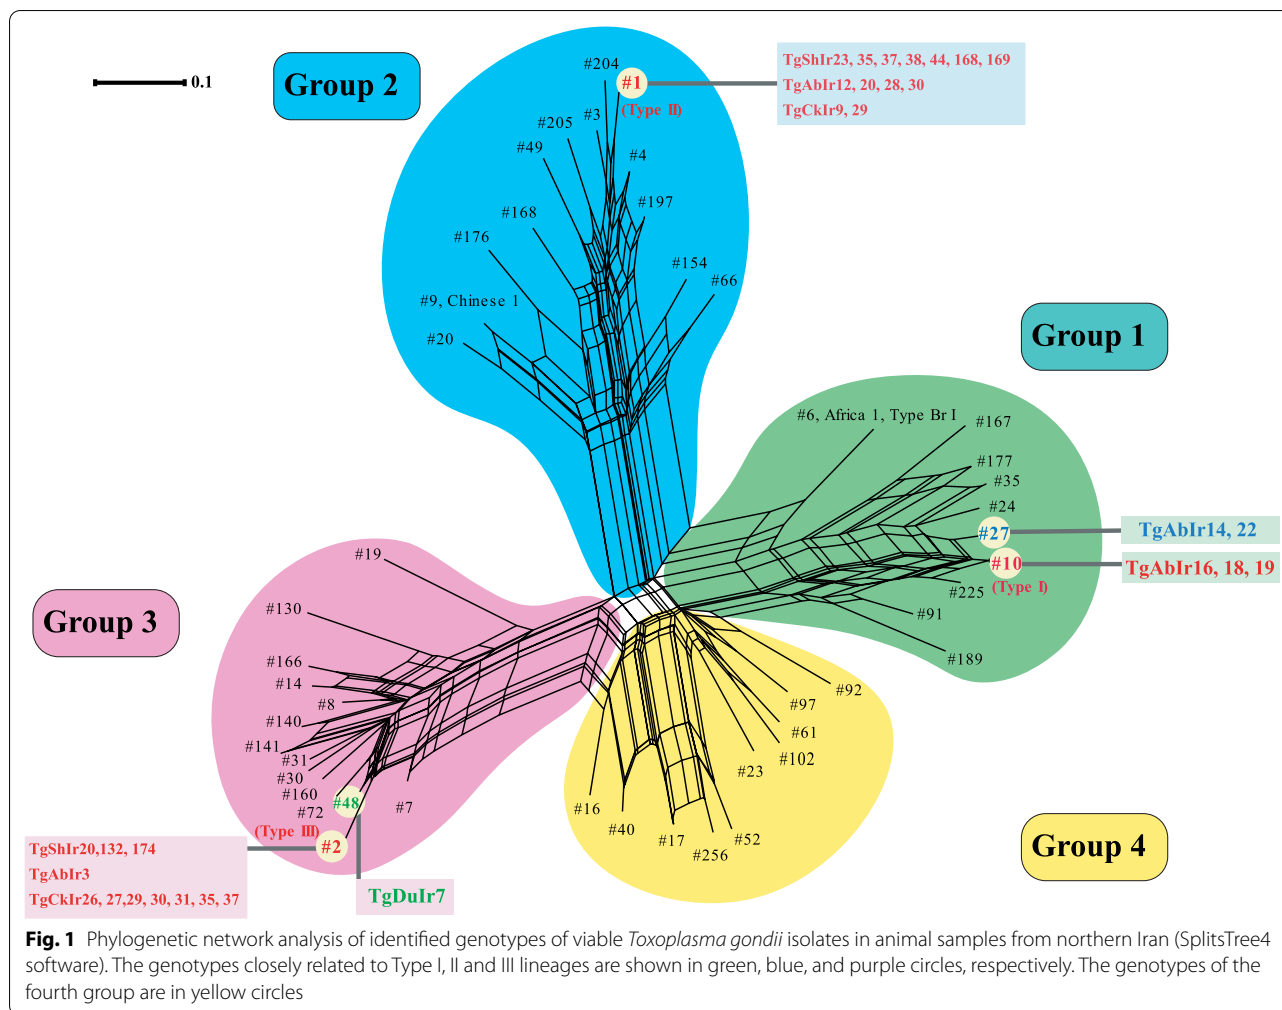 0.1
Group 2
#204
#1
(Type II)
TgShIr23, 35, 37, 38, 44, 168, 169
TgAbIr12, 20, 28, 30
TgCkIr9, 29
#3
#205
#49
#4
#197
#168
#176
#154
#66
#9, Chinese 1
#20
Group 1
#6, Africa 1, Type Br I
#167
#177
#35
#24
#27
TgAbIr14, 22
#10
(Type I)
TgAbIr16, 18, 19
#225
#91
#189
Group 3
#19
#130
#166
#14
#8
#140
#141
#31
#30
#160
#72
#48
#7
(Type III)
#2
TgShIr20,132, 174
TgAbIr3
TgCkIr26, 27,29, 30, 31, 35, 37
TgDuIr7
#92
#97
#61
#102
#23
#16
#40
#17
#52
#256
Group 4
Fig. 1 Phylogenetic network analysis of identified genotypes of viable Toxoplasma gondii isolates in animal samples from northern Iran (SplitsTree4
software). The genotypes closely related to Type I, II and III lineages are shown in green, blue, and purple circles, respectively. The genotypes of the
fourth group are in yellow circles